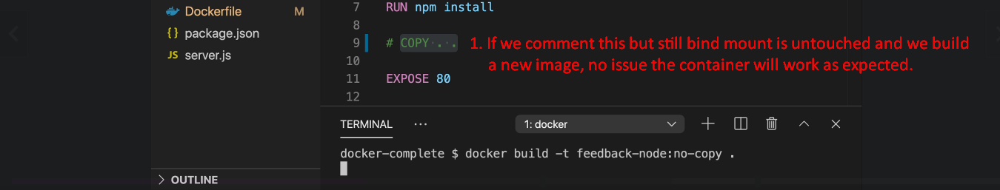 Dockerfile M
{} package.json
JS server.js
OUTLINE
7 RUN npm install
8
9 # COPY . . 1. If we comment this but still bind mount is untouched and we build
10 a new image, no issue the container will work as expected.
11 EXPOSE 80
12
TERMINAL ··· 1: docker
docker-complete $ docker build -t feedback-node:no-copy .